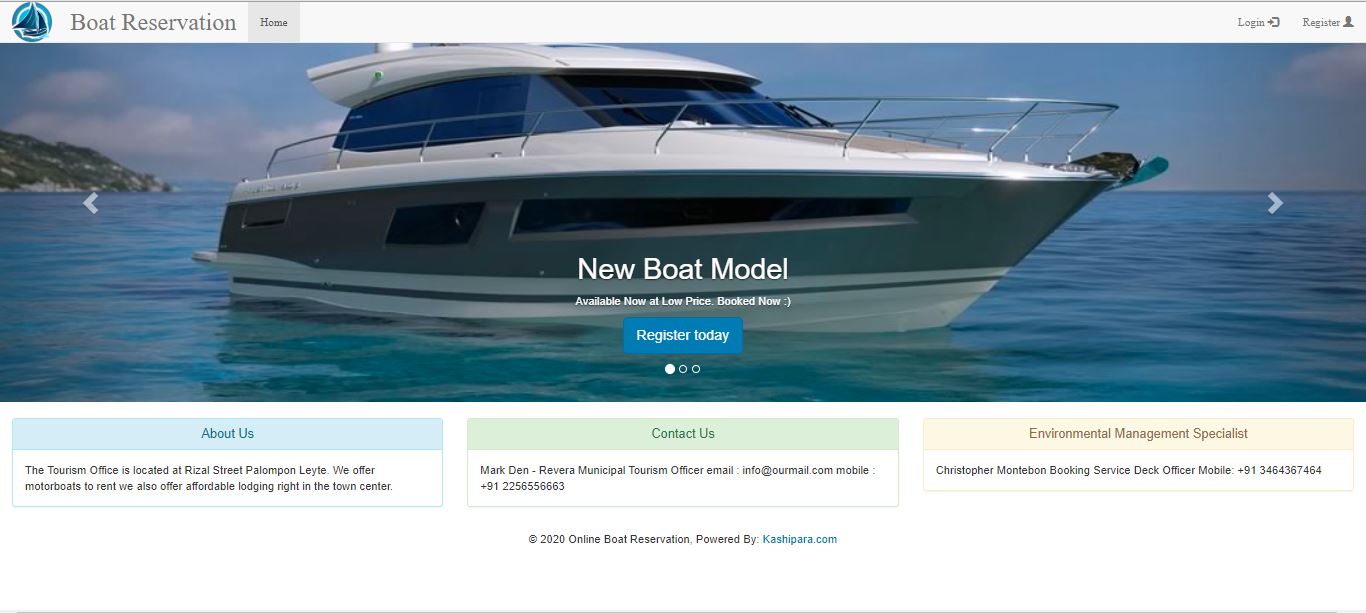 Boat Reservation
Home
Login
Register
New Boat Model
Available Now at Low Price. Booked Now :)
Register today
About Us
The Tourism Office is located at Rizal Street Palompon Leyte. We offer
motorboats to rent we also offer affordable lodging right in the town center.
Contact Us
Mark Den - Revera Municipal Tourism Officer email : info@ourmail.com mobile :
+91 2256556663
Environmental Management Specialist
Christopher Montebon Booking Service Deck Officer Mobile: +91 3464367464
© 2020 Online Boat Reservation, Powered By: Kashipara.com